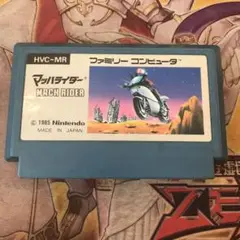 HVC-MR
ファミリー コンピュータ
マッハライダー
MACH RIDER
© 1985 Nintendo
MADE IN JAPAN